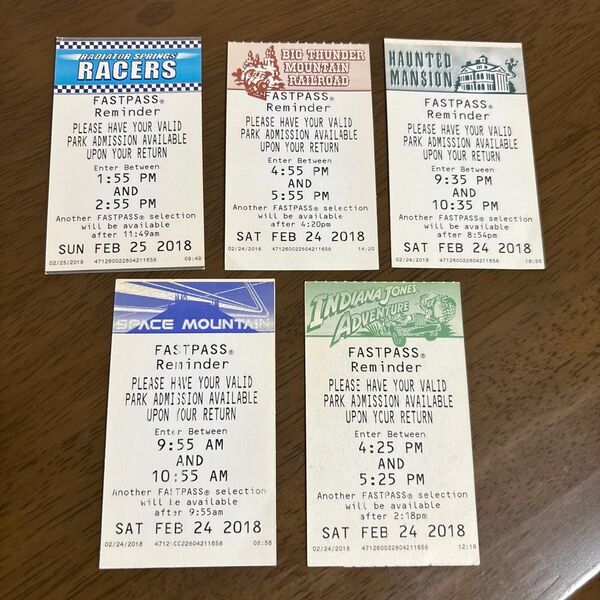 RADIATOR SPRINGS
RACERS
FASTPASS®
Reminder
PLEASE HAVE YOUR VALID
PARK ADMISSION AVAILABLE
UPON YOUR RETURN
Enter Between
1:55 PM
AND
2:55 PM
Another FASTPASS® selection
will be available
after 11:49am
SUN FEB 25 2018
02/25/2018 4712600022804211658 09:49
BIG THUNDER
MOUNTAIN
RAILROAD
FASTPASS®
Reminder
PLEASE HAVE YOUR VALID
PARK ADMISSION AVAILABLE
UPON YOUR RETURN
Enter Between
4:55 PM
AND
5:55 PM
Another FASTPASS® selection
will be available
after 4:20pm
SAT FEB 24 2018
02/24/2018 471260022804211658 14:20
HAUNTED
MANSION
FASTPASS®
Reminder
PLEASE HAVE YOUR VALID
PARK ADMISSION AVAILABLE
UPON YOUR RETURN
Enter Between
9:35 PM
AND
10:35 PM
Another FASTPASS® selection
will be available
after 8:54pm
SAT FEB 24 2018
02/24/2018 471260022804211658 18:55
SPACE MOUNTAIN
FASTPASS®
Reminder
PLEASE HAVE YOUR VALID
PARK ADMISSION AVAILABLE
UPON YOUR RETURN
Enter Between
9:55 AM
AND
10:55 AM
Another FASTPASS® selection
will be available
after 9:55am
SAT FEB 24 2018
02/24/2018 08:56
INDIANA JONES
ADVENTURE
FASTPASS®
Reminder
PLEASE HAVE YOUR VALID
PARK ADMISSION AVAILABLE
UPON YOUR RETURN
Enter Between
4:25 PM
AND
5:25 PM
Another FASTPASS® selection
will be available
after 2:18pm
SAT FEB 24 2018
02/24/2018 471260022804211658 12:18